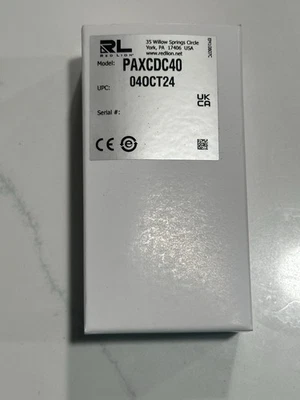 RL
RED LION
35 Willow Springs Circle
York, PA 17406 USA
www.redlion.net
Model: PAXCDC40
UPC: 04OCT24
Serial #:
UK
CA
CE
e